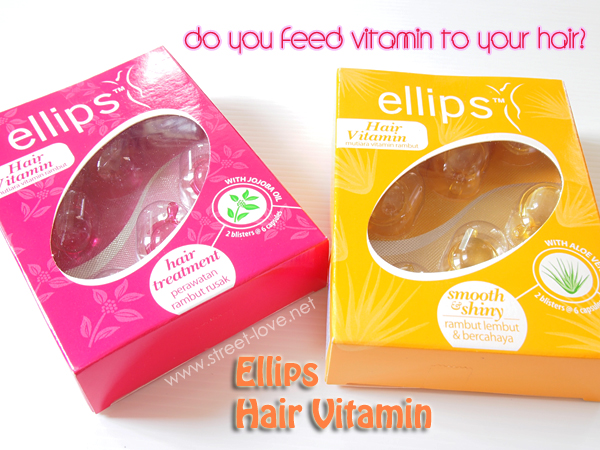 do you feed vitamin to your hair?
ellips™
Hair
Vitamin
mutiara vitamin rambut
WITH JOJOBA OIL
2 blisters @ 6 capsules
hair
treatment
perawatan
rambut rusak
ellips™
Hair
Vitamin
mutiara vitamin rambut
WITH ALOE VERA
2 blisters @ 6 capsules
smooth
& shiny
rambut lembut
& bercahaya
www.street-love.net
Ellips
Hair Vitamin